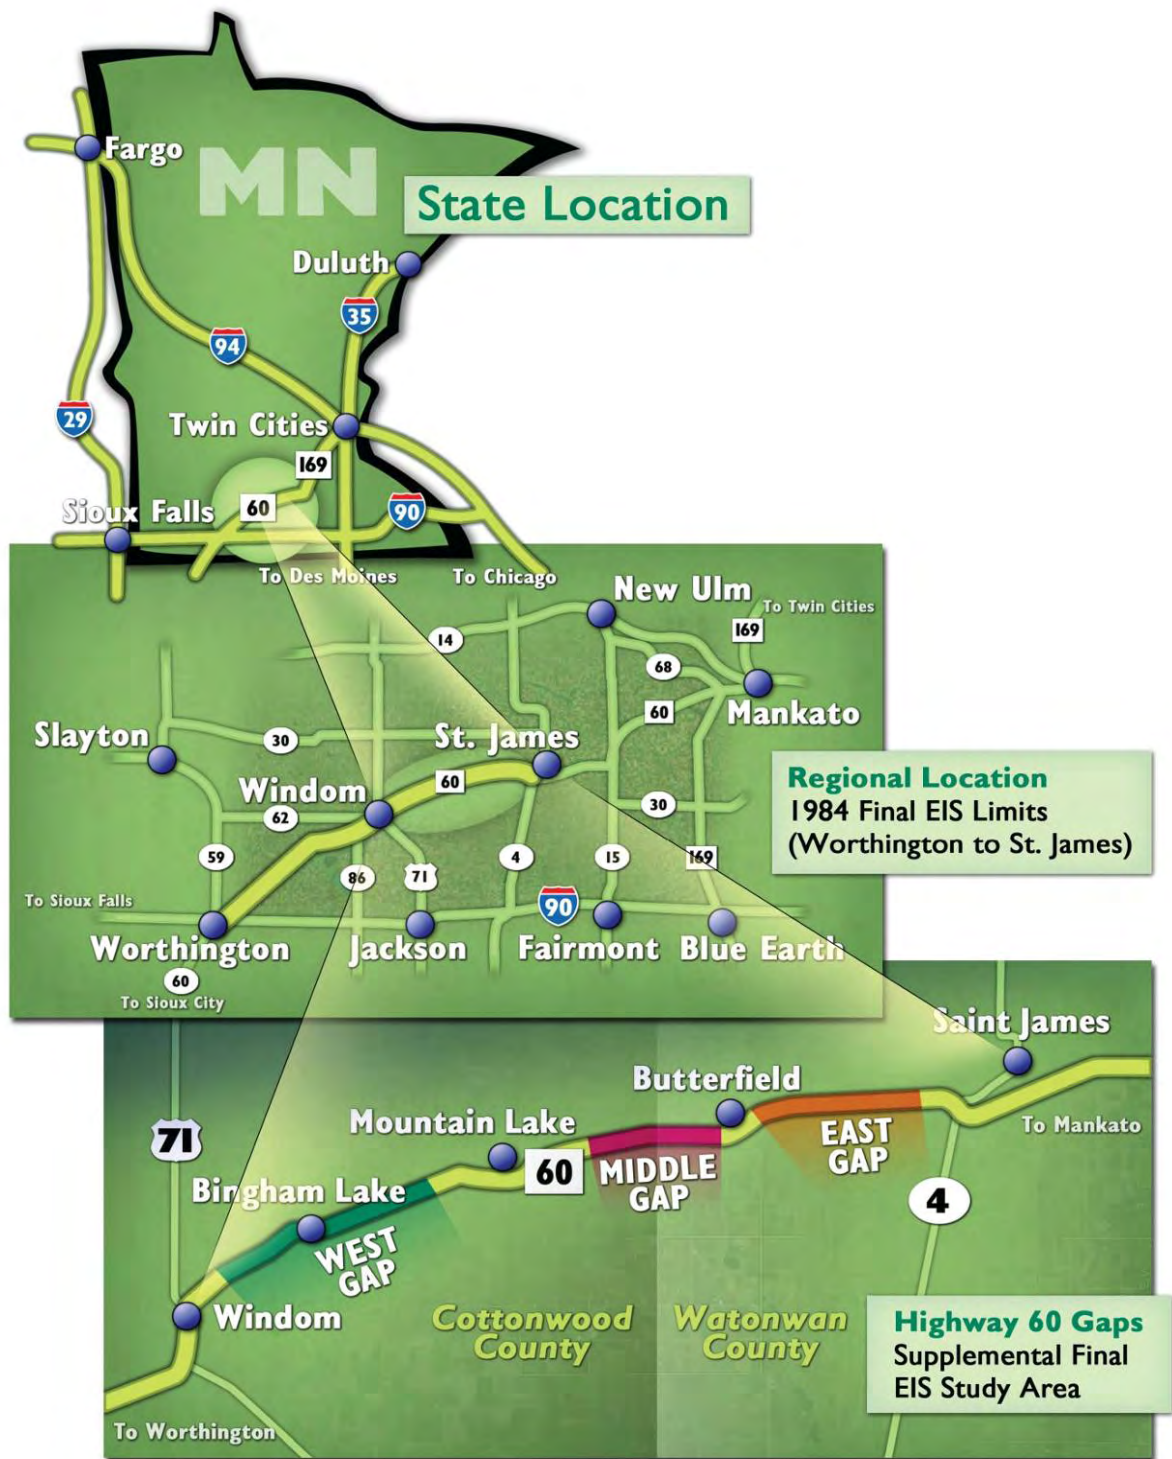 Fargo
MN
State Location
Duluth
35
94
29
Twin Cities
169
Sioux Falls
60
90
To Des Moines
To Chicago
New Ulm
To Twin Cities
14
169
68
Mankato
60
Slayton
30
St. James
60
Windom
62
30
Regional Location
1984 Final EIS Limits
(Worthington to St. James)
59
86
71
4
15
169
To Sioux Falls
90
Worthington
Jackson
Fairmont
Blue Earth
60
To Sioux City
Saint James
Butterfield
Mountain Lake
To Mankato
71
60
MIDDLE
GAP
EAST
GAP
Bingham Lake
4
WEST
GAP
Windom
Cottonwood
County
Watonwan
County
Highway 60 Gaps
Supplemental Final
EIS Study Area
To Worthington